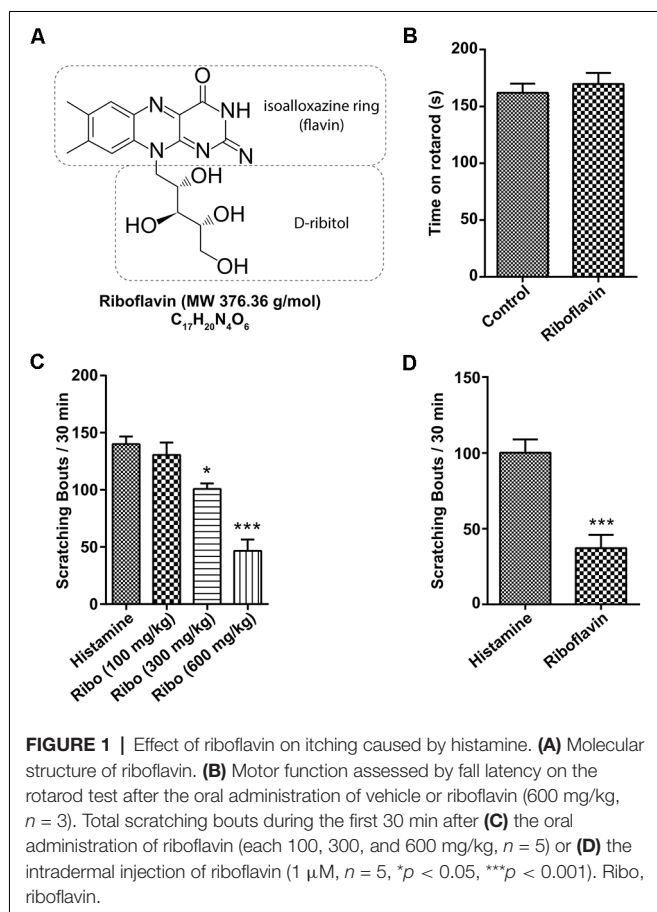 A
O
N
NH
N
N
N
isoalloxazine ring
(flavin)
OH
HO
OH
OH
D-ribitol
Riboflavin (MW 376.36 g/mol)
C₁₇H₂₀N₄O₆
B
Time on rotarod (s)
200
150
100
50
0
Control
Riboflavin
C
Scratching Bouts / 30 min
200
150
100
50
0
*
***
Histamine
Ribo (100 mg/kg)
Ribo (300 mg/kg)
Ribo (600 mg/kg)
D
Scratching Bouts / 30 min
150
100
50
0
***
Histamine
Riboflavin
FIGURE 1 | Effect of riboflavin on itching caused by histamine. (A) Molecular
structure of riboflavin. (B) Motor function assessed by fall latency on the
rotarod test after the oral administration of vehicle or riboflavin (600 mg/kg,
n = 3). Total scratching bouts during the first 30 min after (C) the oral
administration of riboflavin (each 100, 300, and 600 mg/kg, n = 5) or (D) the
intradermal injection of riboflavin (1 μM, n = 5, *p < 0.05, ***p < 0.001). Ribo,
riboflavin.